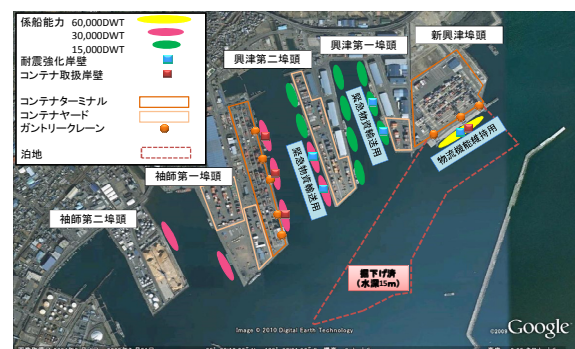 係船能力 60,000DWT
30,000DWT
15,000DWT
耐震強化岸壁
コンテナ取扱岸壁
コンテナターミナル
コンテナヤード
ガントリークレーン
泊地
新興津埠頭
興津第一埠頭
興津第二埠頭
袖師第一埠頭
袖師第二埠頭
緊急物資輸送用
緊急物資輸送用
物流機能維持用
掘下げ済
(水深15m)
Image © 2010 Digital Earth Technology
©2009 Google